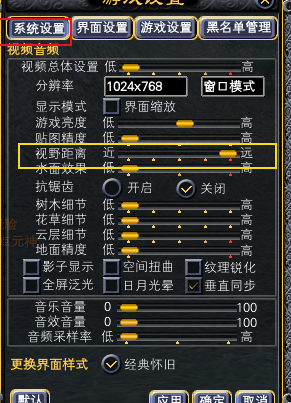 游戏设置
系统设置 界面设置 游戏设置 黑名单管理
视频音频
视频总体设置 低 高
分辨率 1024x768 窗口模式
显示模式 界面缩放
游戏亮度 低 高
贴图精度 低 高
视野距离 近 远
水面效果 低 高
抗锯齿 开启 关闭
树木细节 低 高
花草细节 低 高
云层细节 低 高
地面精度 低 高
影子显示 空间扭曲 纹理锐化
全屏泛光 日月光晕 垂直同步
音乐音量 0 100
音效音量 0 100
音频采样率 低 高
更换界面样式 经典怀旧
默认 应用 确定 取消